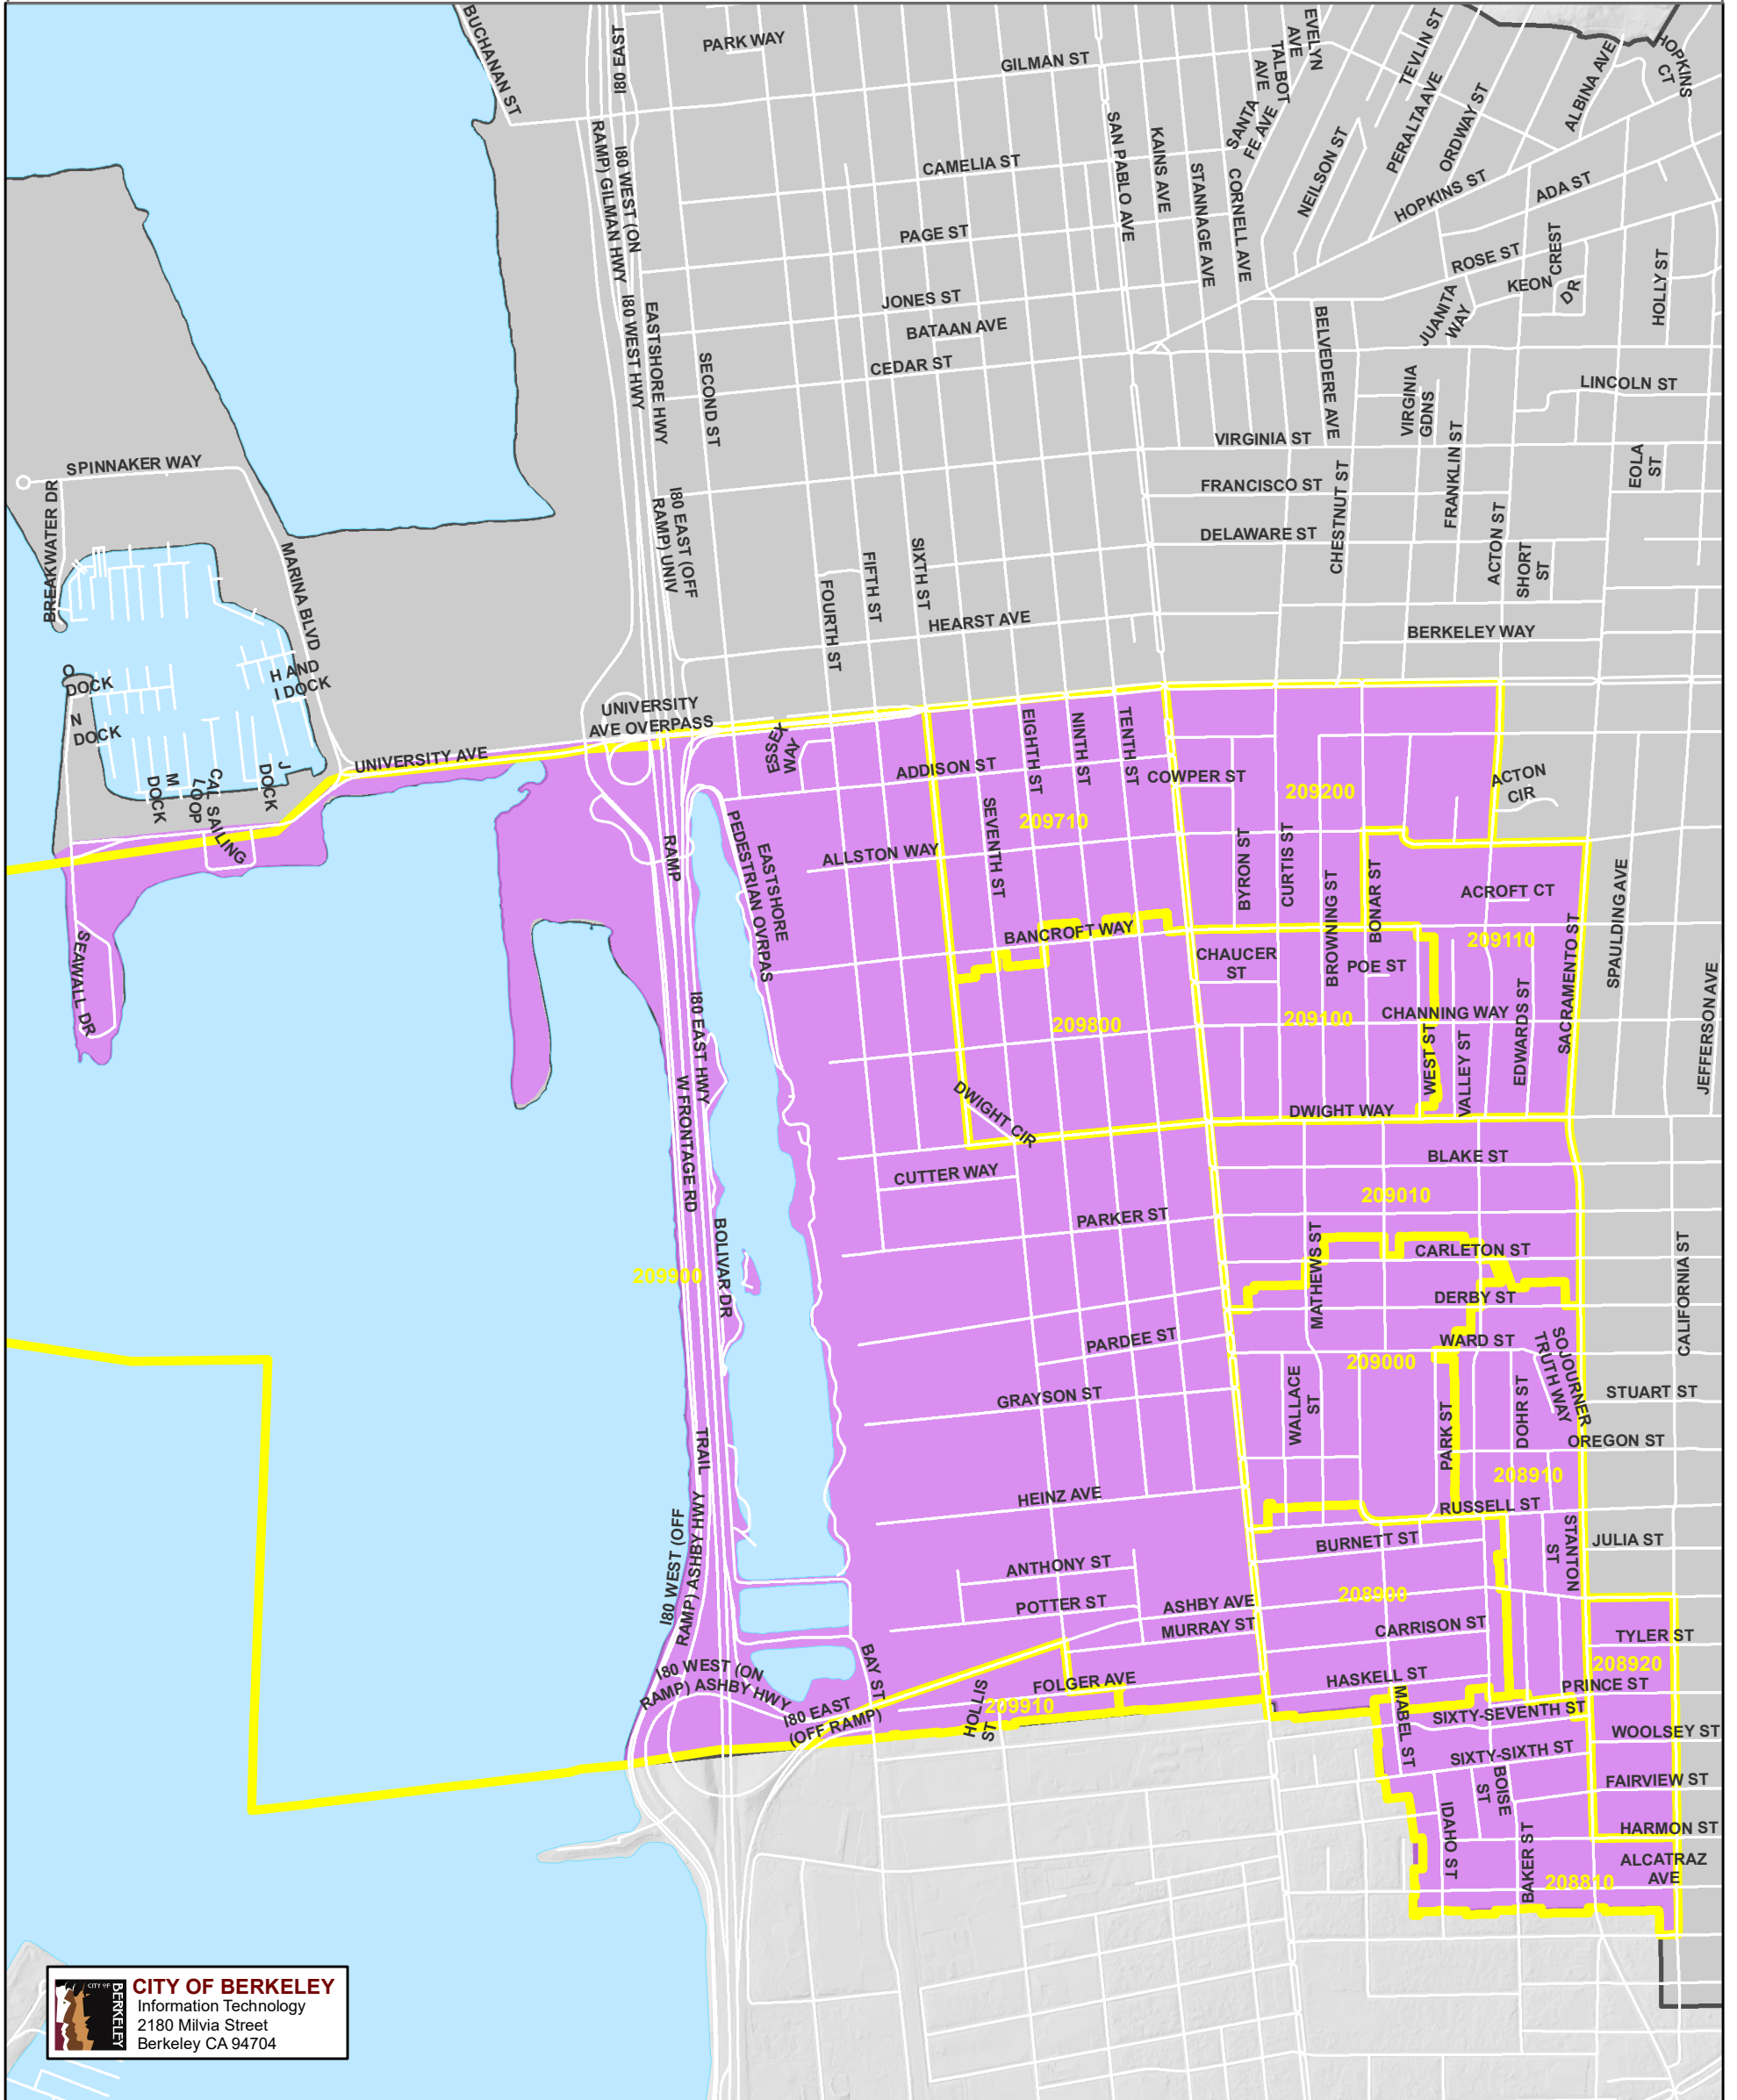 BUCHANAN ST
I80 EAST
PARK WAY
GILMAN ST
EVELYN
AVE
TALBOT
AVE
TEVLIN ST
ALBINA AVE
HOPKINS
CT
I80 WEST (ON
RAMP) GILMAN HWY
CAMELIA ST
SAN PABLO AVE
KAINS AVE
SANTA
FE AVE
NEILSON ST
PERALTA AVE
ORDWAY ST
HOPKINS ST
ADA ST
STANNAGE AVE
CORNELL AVE
PAGE ST
ROSE ST
CREST
KEON
DR
HOLLY ST
JONES ST
BATAAN AVE
CEDAR ST
I80 WEST HWY
EASTSHORE HWY
SECOND ST
BELVEDERE AVE
JUANITA
WAY
VIRGINIA
GDNS
LINCOLN ST
VIRGINIA ST
FRANKLIN ST
EOLA
ST
SPINNAKER WAY
BREAKWATER DR
MARINA BLVD
I80 EAST (OFF
RAMP) UNIV
FRANCISCO ST
CHESTNUT ST
DELAWARE ST
ACTON ST
SHORT
ST
FOURTH ST
FIFTH ST
SIXTH ST
HEARST AVE
BERKELEY WAY
O
DOCK
N
DOCK
H AND
I DOCK
UNIVERSITY
AVE OVERPASS
UNIVERSITY AVE
ESSEX
WAY
DOCK
M
LOOP
CAL SAILING
J
DOCK
ADDISON ST
EIGHTH ST
NINTH ST
TENTH ST
COWPER ST
209200
ACTON
CIR
209710
SEVENTH ST
RAMP
PEDESTRIAN OVRPAS
EASTSHORE
ALLSTON WAY
BYRON ST
CURTIS ST
BROWNING ST
BONAR ST
ACROFT CT
SPAULDING AVE
BANCROFT WAY
209110
CHAUCER
ST
POE ST
SACRAMENTO ST
SEAWALL DR
I80 EAST HWY
209800
209100
CHANNING WAY
WEST ST
VALLEY ST
EDWARDS ST
JEFFERSON AVE
W FRONTAGE RD
DWIGHT CIR
DWIGHT WAY
BLAKE ST
CUTTER WAY
209010
PARKER ST
BOLIVAR DR
209900
MATHEWS ST
CARLETON ST
DERBY ST
CALIFORNIA ST
PARDEE ST
WARD ST
209000
SOJOURNER
TRUTH WAY
GRAYSON ST
WALLACE
ST
PARK ST
DOHR ST
STUART ST
OREGON ST
TRAIL
208910
HEINZ AVE
RUSSELL ST
I80 WEST (OFF
RAMP) ASHBY HWY
BURNETT ST
STANTON
ST
JULIA ST
ANTHONY ST
208900
POTTER ST
ASHBY AVE
MURRAY ST
CARRISON ST
TYLER ST
208920
I80 WEST (ON
RAMP) ASHBY HWY
BAY ST
FOLGER AVE
HASKELL ST
PRINCE ST
I80 EAST
(OFF RAMP)
HOLLIS
ST
209910
MABEL ST
SIXTY-SEVENTH ST
WOOLSEY ST
SIXTY-SIXTH ST
BOISE
ST
FAIRVIEW ST
IDAHO ST
BAKER ST
HARMON ST
ALCATRAZ
AVE
208810
CITY OF
BERKELEY
CITY OF BERKELEY
Information Technology
2180 Milvia Street
Berkeley CA 94704